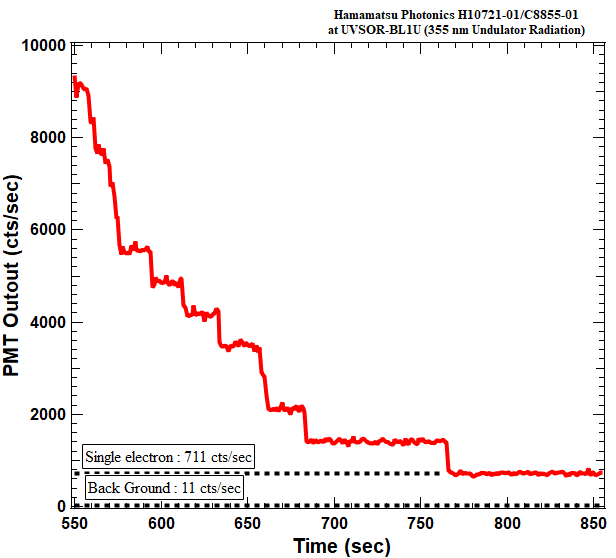 Hamamatsu Photonics H10721-01/C8855-01
at UVSOR-BL1U (355 nm Undulator Radiation)
10000
8000
6000
4000
2000
0
PMT Outout (cts/sec)
Single electron : 711 cts/sec
Back Ground : 11 cts/sec
550 600 650 700 750 800 850
Time (sec)